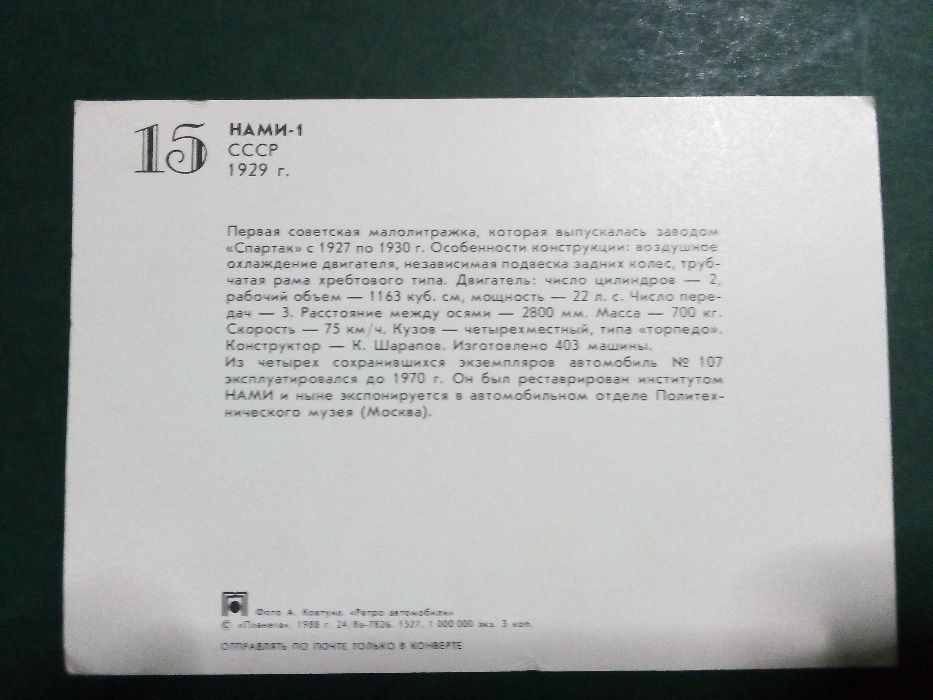 15
НАМИ-1
СССР
1929 г.
Первая советская малолитражка, которая выпускалась заводом
«Спартак» с 1927 по 1930 г. Особенности конструкции: воздушное
охлаждение двигателя, независимая подвеска задних колес, труб-
чатая рама хребтового типа. Двигатель: число цилиндров — 2,
рабочий объем — 1163 куб. см, мощность — 22 л. с. Число пере-
дач — 3. Расстояние между осями — 2800 мм. Масса — 700 кг.
Скорость — 75 км/ч. Кузов — четырехместный, типа «торпедо».
Конструктор — К. Шарапов. Изготовлено 403 машины.
Из четырех сохранившихся экземпляров автомобиль № 107
эксплуатировался до 1970 г. Он был реставрирован институтом
НАМИ и ныне экспонируется в автомобильном отделе Политех-
нического музея (Москва).
Фото А. «Ретро автомобили»
© «Планета», 1988 г. 24 1327. 1 000 000 экз. 3 коп.
ОТПРАВЛЯТЬ ПО ПОЧТЕ ТОЛЬКО В КОНВЕРТЕ